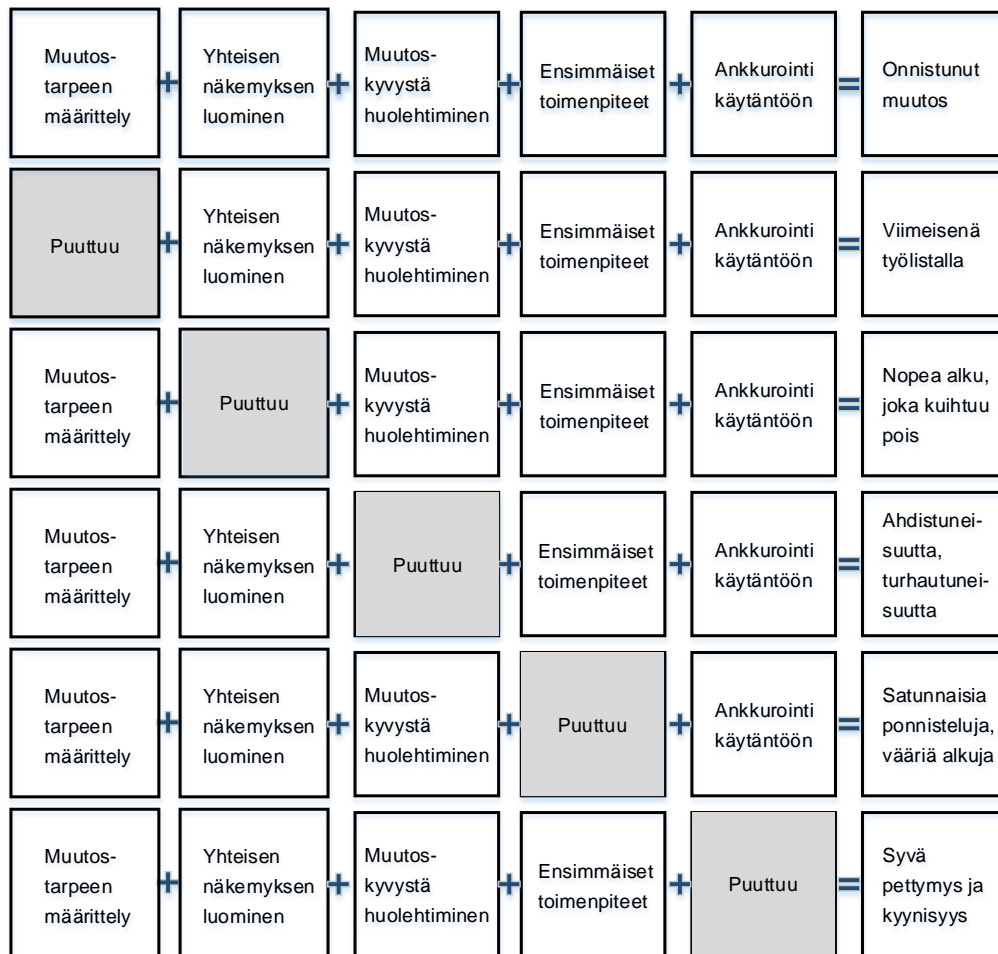 Muutos-
tarpeen
määrittely
+
Yhteisen
näkemyksen
luominen
+
Muutos-
kyvystä
huolehtiminen
+
Ensimmäiset
toimenpiteet
+
Ankkurointi
käytäntöön
=
Onnistunut
muutos
Puuttuu
+
Yhteisen
näkemyksen
luominen
+
Muutos-
kyvystä
huolehtiminen
+
Ensimmäiset
toimenpiteet
+
Ankkurointi
käytäntöön
=
Viimeisenä
työlistalla
Muutos-
tarpeen
määrittely
+
Puuttuu
+
Muutos-
kyvystä
huolehtiminen
+
Ensimmäiset
toimenpiteet
+
Ankkurointi
käytäntöön
=
Nopea alku,
joka kuihtuu
pois
Muutos-
tarpeen
määrittely
+
Yhteisen
näkemyksen
luominen
+
Puuttuu
+
Ensimmäiset
toimenpiteet
+
Ankkurointi
käytäntöön
=
Ahdistunei-
suutta,
turhautunei-
suutta
Muutos-
tarpeen
määrittely
+
Yhteisen
näkemyksen
luominen
+
Muutos-
kyvystä
huolehtiminen
+
Puuttuu
+
Ankkurointi
käytäntöön
=
Satunnaisia
ponnisteluja,
vääriä alkuja
Muutos-
tarpeen
määrittely
+
Yhteisen
näkemyksen
luominen
+
Muutos-
kyvystä
huolehtiminen
+
Ensimmäiset
toimenpiteet
+
Puuttuu
=
Syvä
pettymys ja
kyynisyys